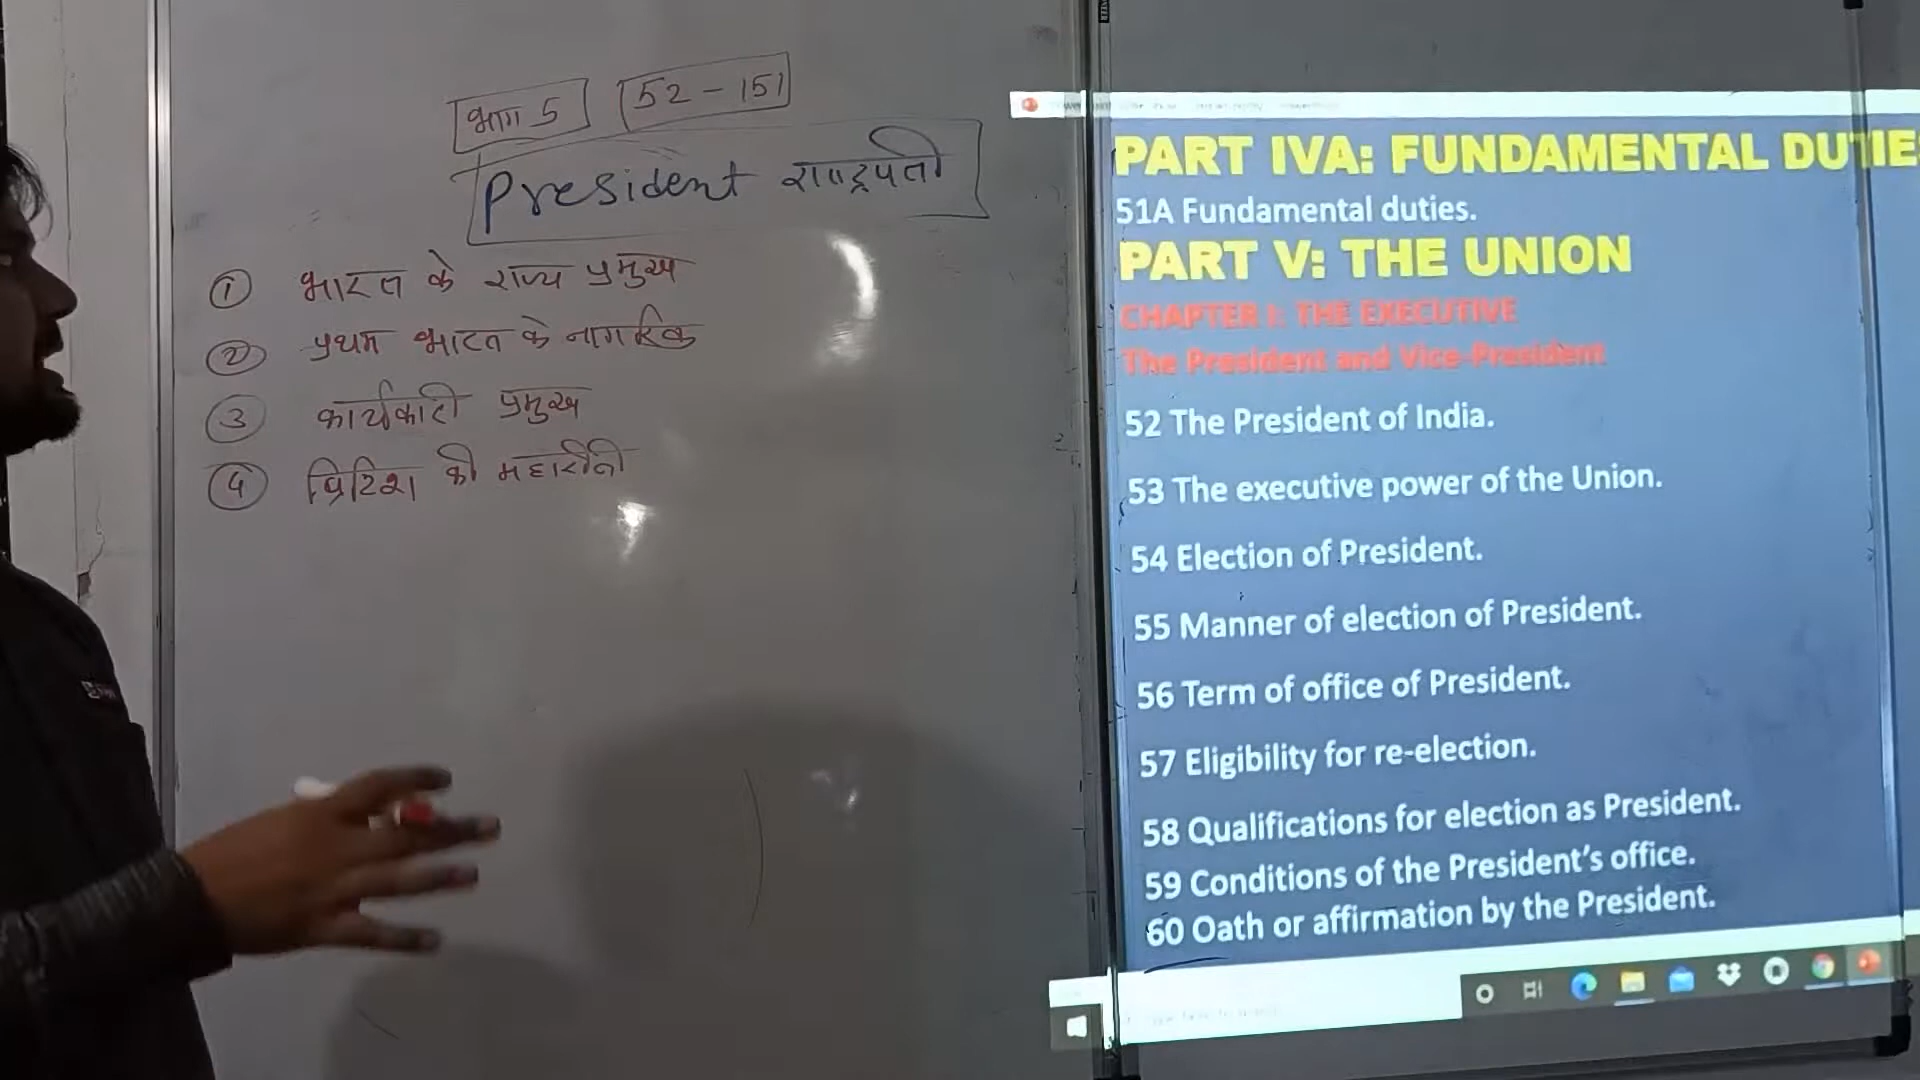 भाग 5 52 - 151
President राष्ट्रपती
① भारत के राज्य प्रमुख
② प्रथम भारत के नागरिक
③ कार्यकारी प्रमुख
④ ब्रिटिश की महारानी
PART IVA: FUNDAMENTAL DUTIE
51A Fundamental duties.
PART V: THE UNION
CHAPTER I: THE EXECUTIVE
The President and Vice-President
52 The President of India.
53 The executive power of the Union.
54 Election of President.
55 Manner of election of President.
56 Term of office of President.
57 Eligibility for re-election.
58 Qualifications for election as President.
59 Conditions of the President's office.
60 Oath or affirmation by the President.